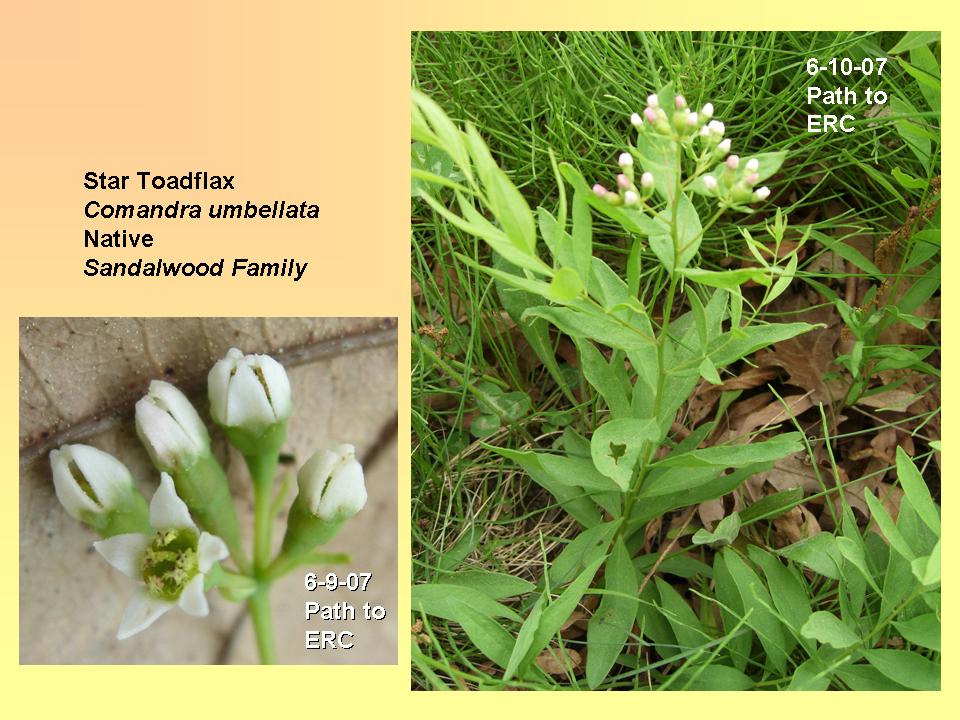 Star Toadflax
Comandra umbellata
Native
Sandalwood Family
6-9-07
Path to
ERC
6-10-07
Path to
ERC